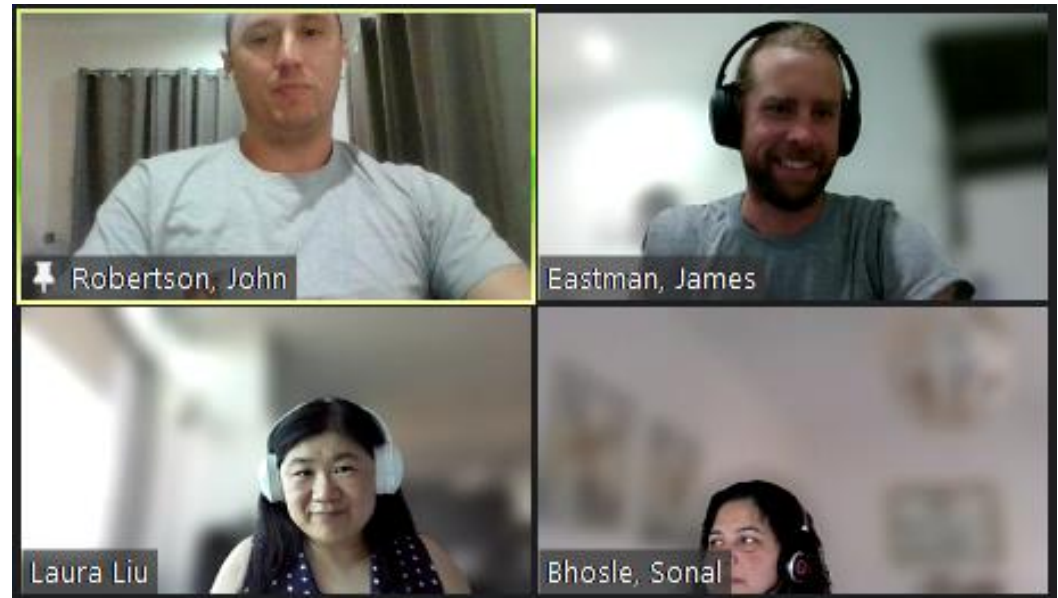 Robertson, John
Eastman, James
Laura Liu
Bhosle, Sonal